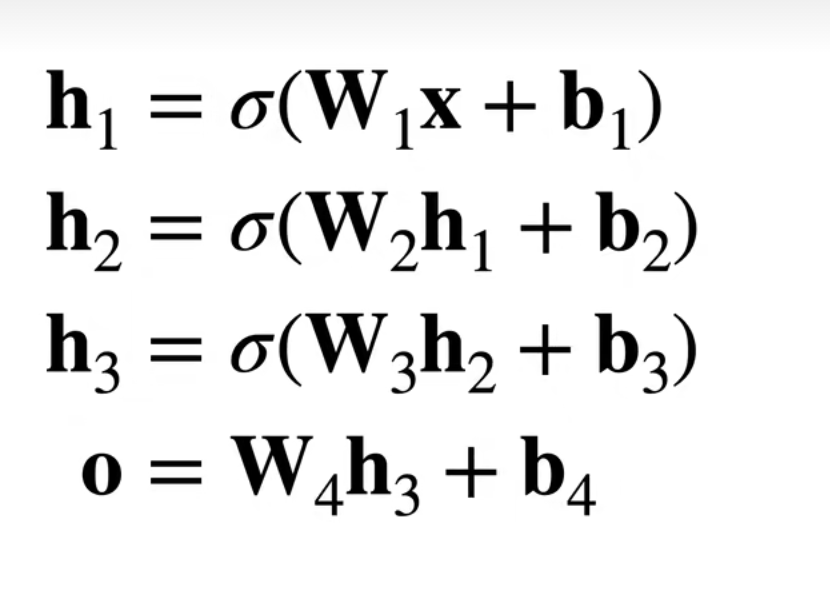 h₁ = σ(W₁x + b₁)
h₂ = σ(W₂h₁ + b₂)
h₃ = σ(W₃h₂ + b₃)
o = W₄h₃ + b₄